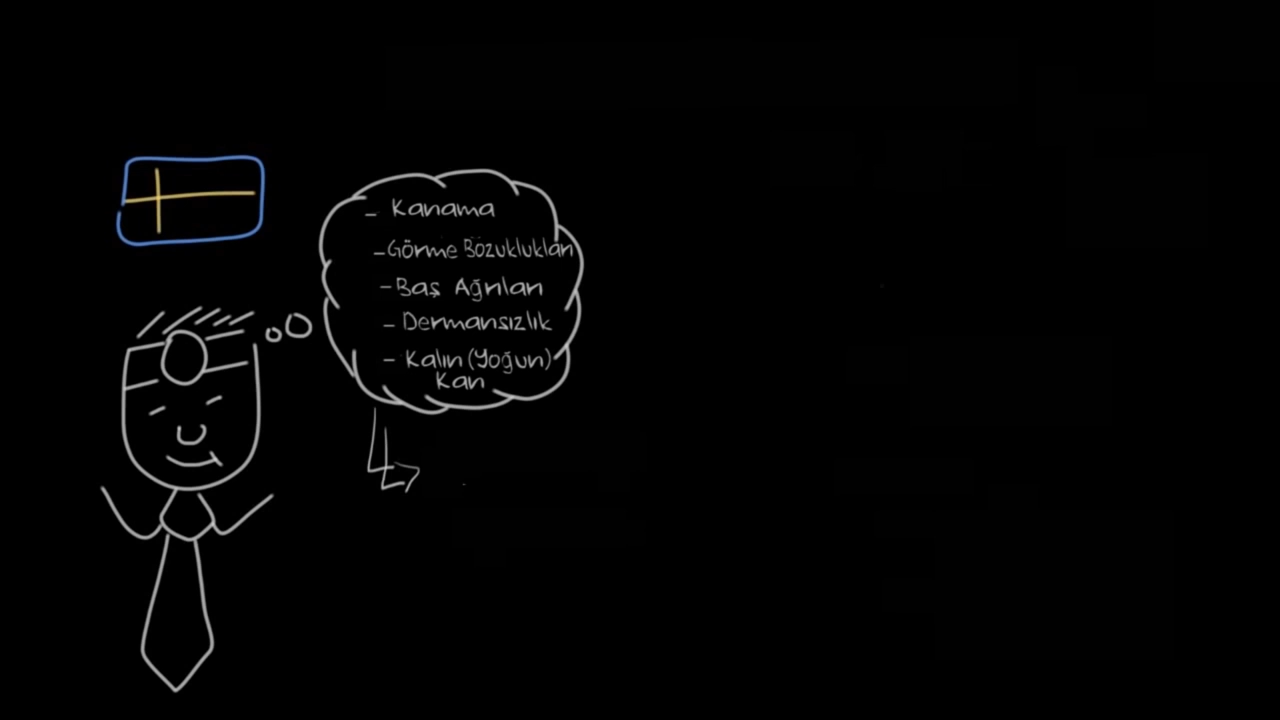 - Kanama
- Görme Bozuklukları
- Baş Ağrıları
- Dermansızlık
- Kalın (Yoğun)
Kan